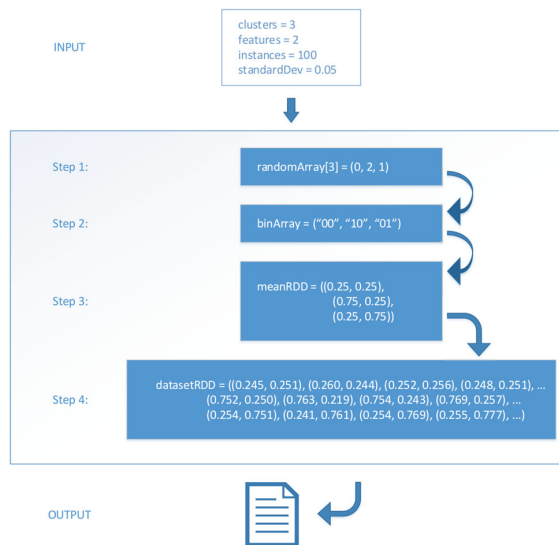 clusters = 3
features = 2
INPUT
instances = 100
standardDev = 0.05
Step 1:
randomArray[3] = (0, 2, 1)
Step 2:
binArray = (“00”, “10”, “01”)
Step 3:
meanRDD = ((0.25, 0.25),
(0.75, 0.25),
(0.25, 0.75))
Step 4:
datasetRDD = ((0.245, 0.251), (0.260, 0.244), (0.252, 0.256), (0.248, 0.251), ...
(0.752, 0.250), (0.763, 0.219), (0.754, 0.243), (0.769, 0.257), ...
(0.254, 0.751), (0.241, 0.761), (0.254, 0.769), (0.255, 0.777), ...)
OUTPUT